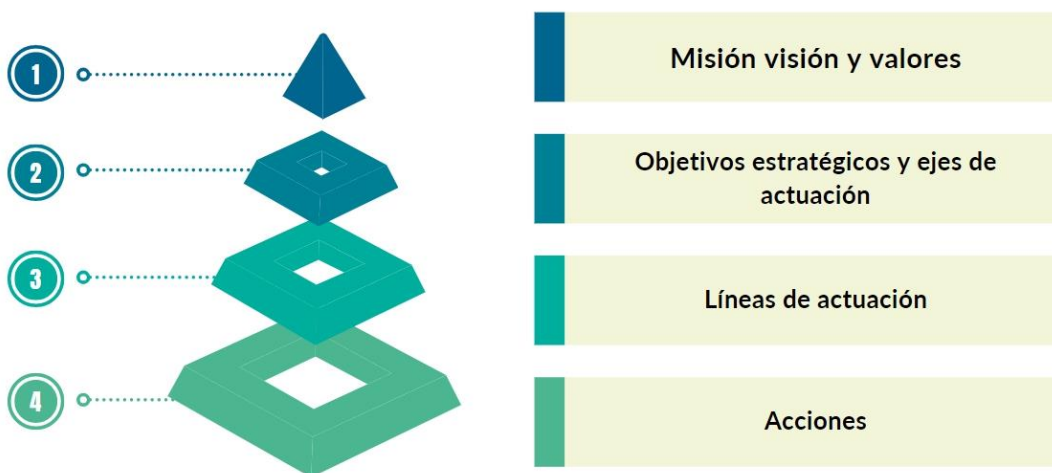 1
Misión visión y valores
2
Objetivos estratégicos y ejes de
actuación
3
Líneas de actuación
4
Acciones